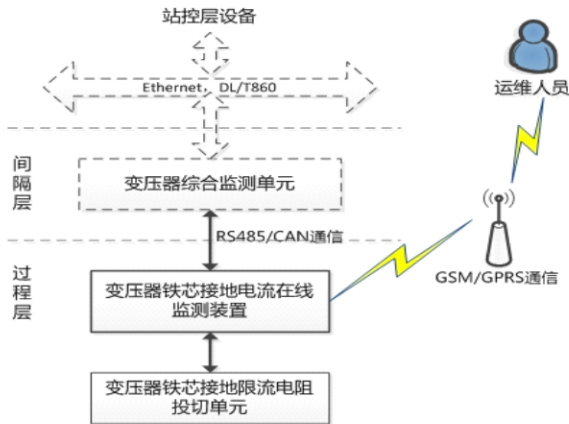 站控层设备
Ethernet, DL/T860
运维人员
间隔层
变压器综合监测单元
RS485/CAN通信
GSM/GPRS通信
过程层
变压器铁芯接地电流在线
监测装置
变压器铁芯接地限流电阻
投切单元